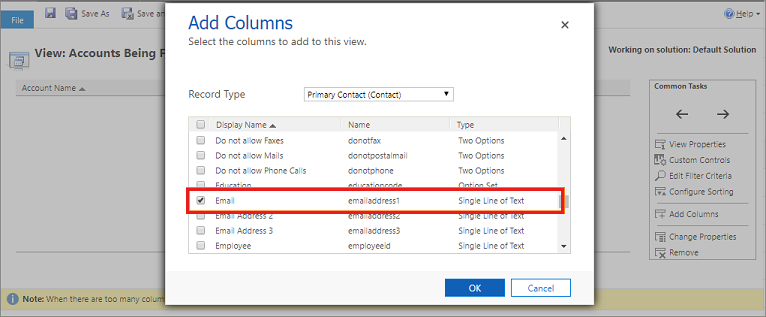 File
Save As
Save an
Help
View: Accounts Being F
Working on solution: Default Solution
Account Name
Add Columns
Select the columns to add to this view.
Record Type
Primary Contact (Contact)
Display Name Name Type
Do not allow Faxes donotfax Two Options
Do not allow Mails donotpostalmail Two Options
Do not allow Phone Calls donotphone Two Options
Education educationcode Option Set
Email emailaddress1 Single Line of Text
Email Address 2 emailaddress2 Single Line of Text
Email Address 3 emailaddress3 Single Line of Text
Employee employeeid Single Line of Text
OK
Cancel
Common Tasks
View Properties
Custom Controls
Edit Filter Criteria
Configure Sorting
Add Columns
Change Properties
Remove
Note: When there are too many colum